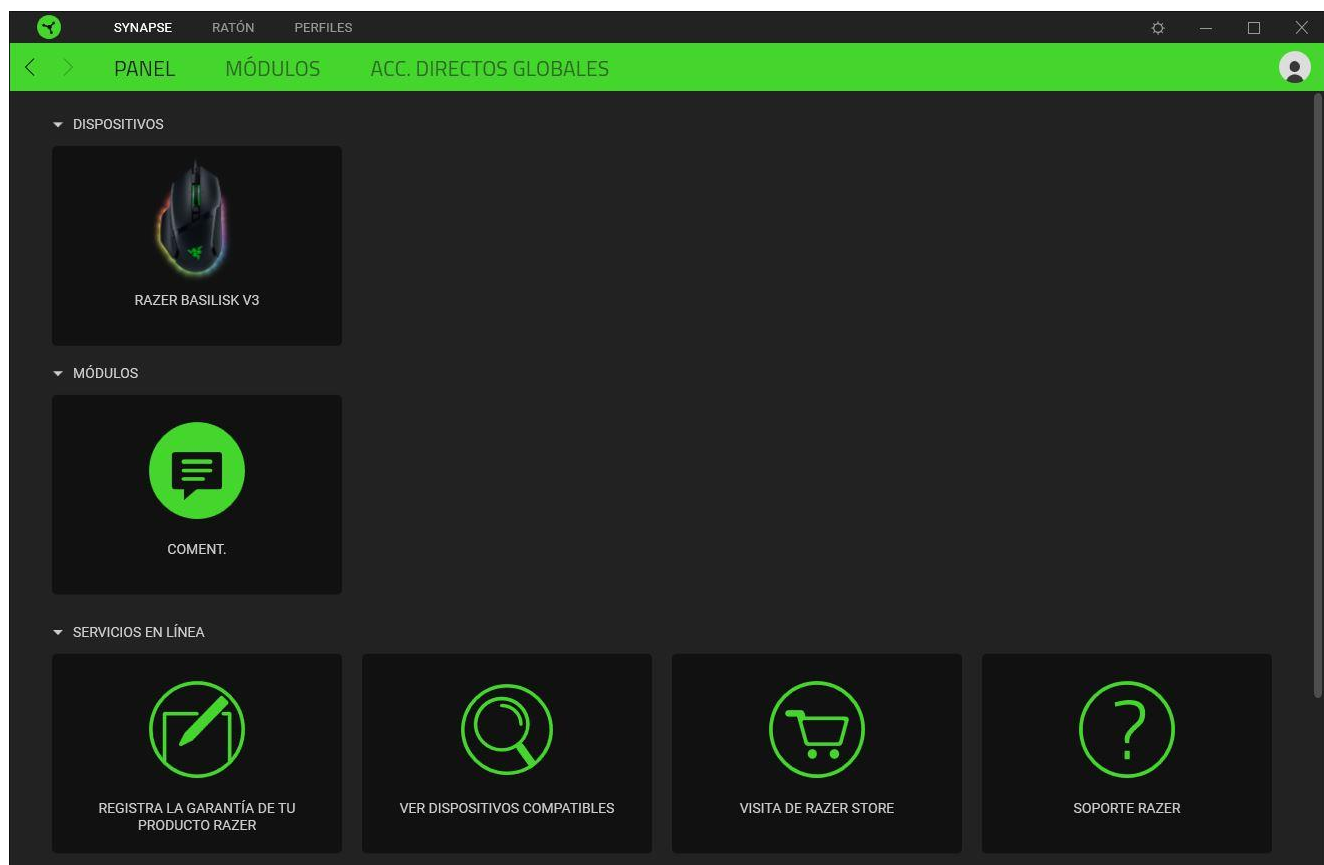 SYNAPSE RATÓN PERFILES
PANEL MÓDULOS ACC. DIRECTOS GLOBALES
DISPOSITIVOS
RAZER BASILISK V3
MÓDULOS
COMENT.
SERVICIOS EN LÍNEA
REGISTRA LA GARANTÍA DE TU
PRODUCTO RAZER
VER DISPOSITIVOS COMPATIBLES
VISITA DE RAZER STORE
SOPORTE RAZER